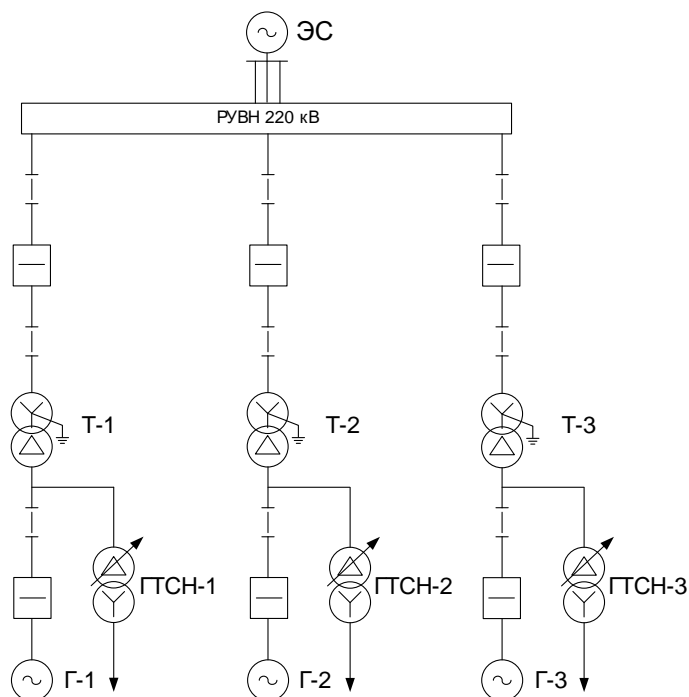 ЭС
РУВН 220 кВ
Т-1
Т-2
Т-3
ГТСН-1
ГТСН-2
ГТСН-3
Г-1
Г-2
Г-3